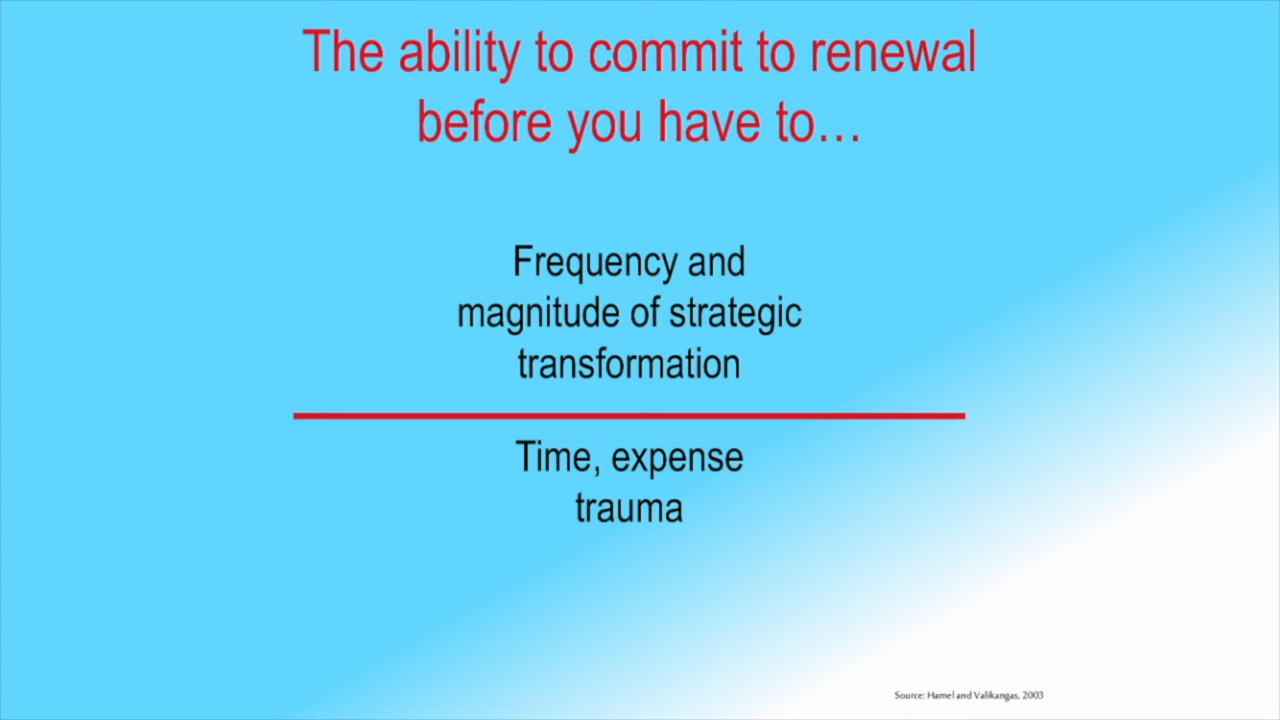 The ability to commit to renewal
before you have to…
Frequency and
magnitude of strategic
transformation
Time, expense
trauma
Source: Hamel and Valikangas, 2003